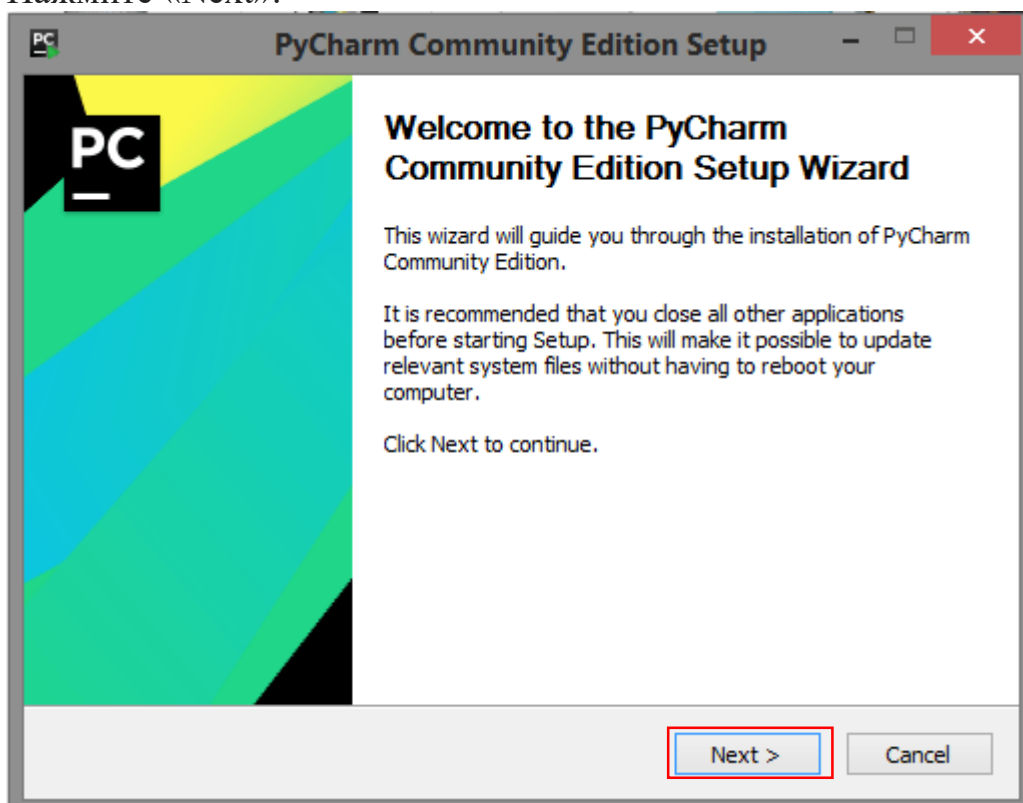 Нажмите «Next».
PC
PyCharm Community Edition Setup
PC
Welcome to the PyCharm
Community Edition Setup Wizard
This wizard will guide you through the installation of PyCharm
Community Edition.
It is recommended that you close all other applications
before starting Setup. This will make it possible to update
relevant system files without having to reboot your
computer.
Click Next to continue.
Next >
Cancel